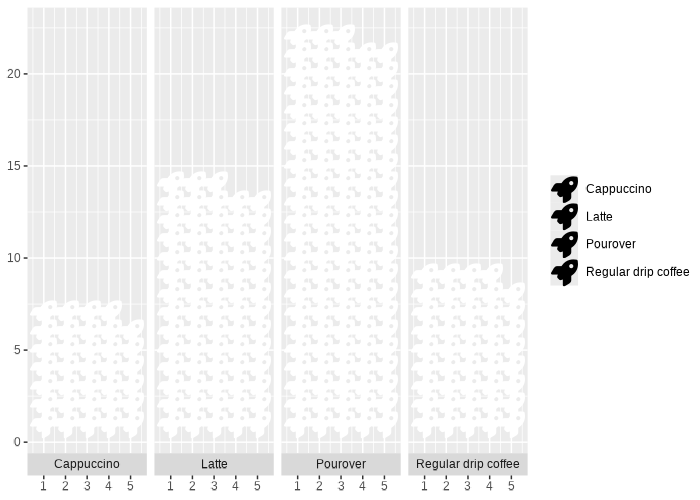 20
15
10
5
0
Cappuccino
Latte
Pourover
Regular drip coffee
1 2 3 4 5 1 2 3 4 5 1 2 3 4 5 1 2 3 4 5
Cappuccino
Latte
Pourover
Regular drip coffee